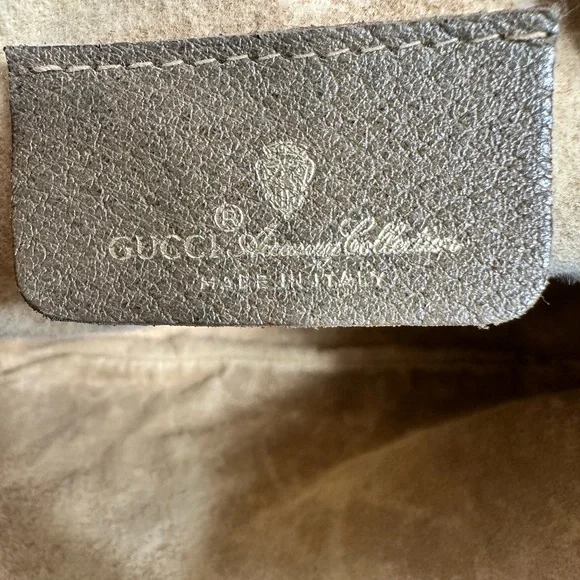 ®
GUCCI Accessory Collection
MADE IN ITALY